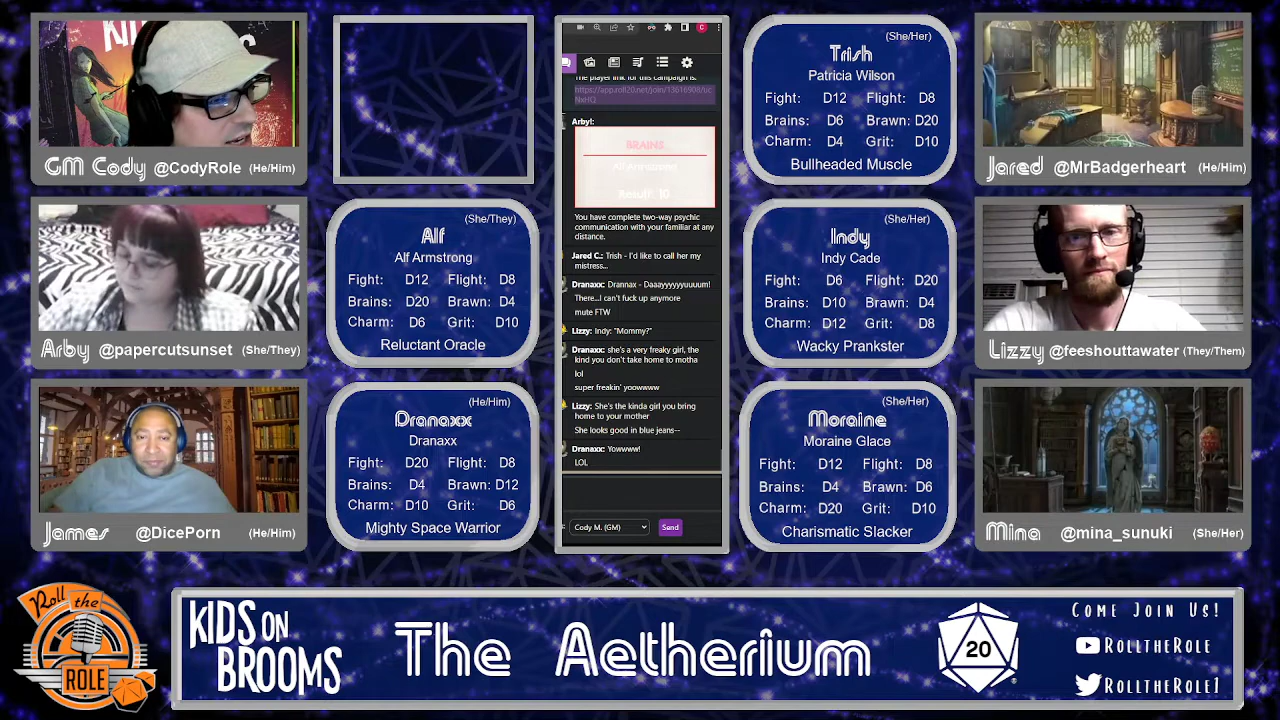 GM Cody @CodyRole (He/Him)
Arby @papercutsunset (She/They)
James @DicePorn (He/Him)
(She/They)
Alf
Alf Armstrong
Fight: D12 Flight: D8
Brains: D20 Brawn: D4
Charm: D6 Grit: D10
Reluctant Oracle
(He/Him)
Dranaxx
Dranaxx
Fight: D20 Flight: D8
Brains: D4 Brawn: D12
Charm: D10 Grit: D6
Mighty Space Warrior
The player link for this campaign is:
Arby!:
BRAINS
Alf Armstrong
Result: 10
You have complete two-way psychic
communication with your familiar at any
distance.
Jared C.: Trish - I'd like to call her my
mistress...
Dranaxx: Drannax - Daaayyyyyyuuuum!
There...I can't fuck up anymore
mute FTW
Lizzy: Indy: "Mommy?"
Dranaxx: she's a very freaky girl, the
kind you don't take home to motha
lol
super freakin' yoowwww
Lizzy: She's the kinda girl you bring
home to your mother
She looks good in blue jeans--
Dranaxx: Yowwww!
LOL
Cody M. (GM)
Send
(She/Her)
Trish
Patricia Wilson
Fight: D12 Flight: D8
Brains: D6 Brawn: D20
Charm: D4 Grit: D10
Bullheaded Muscle
(She/Her)
Indy
Indy Cade
Fight: D6 Flight: D20
Brains: D10 Brawn: D4
Charm: D12 Grit: D8
Wacky Prankster
(She/Her)
Moraine
Moraine Glace
Fight: D12 Flight: D8
Brains: D4 Brawn: D6
Charm: D20 Grit: D10
Charismatic Slacker
Jared @MrBadgerheart (He/Him)
Lizzy @feeshouttawater (They/Them)
Mina @mina_sunuki (She/Her)
Roll the
ROLE
KIDS ON
BROOMS
The Aetherium
20
Come Join Us!
RolltheRole
RolltheRole1